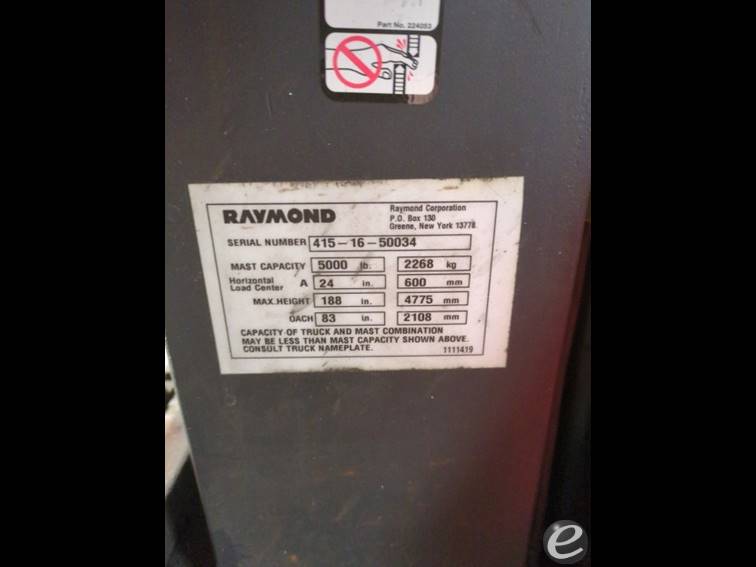 Part No. 224053
RAYMOND
Raymond Corporation
P.O. Box 130
Greene, New York 13778
SERIAL NUMBER 415-16-50034
MAST CAPACITY 5000 lb. 2268 kg
Horizontal Load Center A 24 in. 600 mm
MAX.HEIGHT 188 in. 4775 mm
OACH 83 in. 2108 mm
CAPACITY OF TRUCK AND MAST COMBINATION
MAY BE LESS THAN MAST CAPACITY SHOWN ABOVE.
CONSULT TRUCK NAMEPLATE. 1111419
e